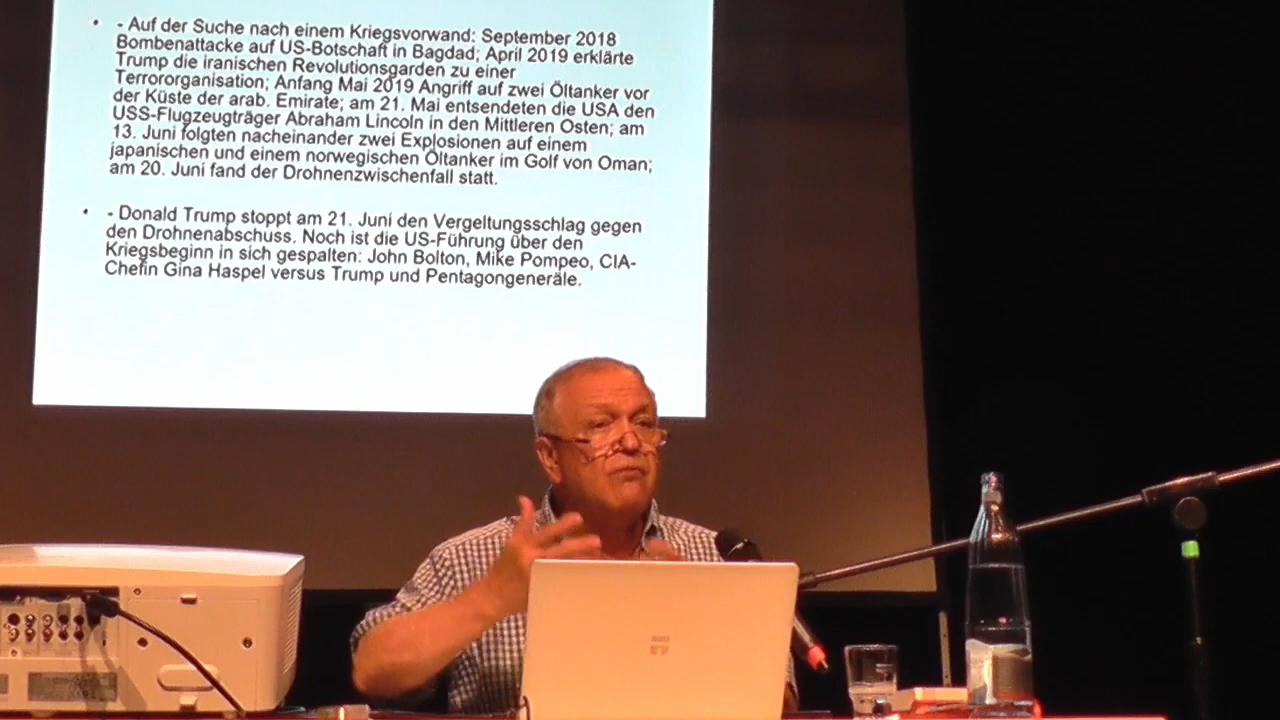 • - Auf der Suche nach einem Kriegsvorwand: September 2018
Bombenattacke auf US-Botschaft in Bagdad; April 2019 erklärte
Trump die iranischen Revolutionsgarden zu einer
Terrororganisation; Anfang Mai 2019 Angriff auf zwei Öltanker vor
der Küste der arab. Emirate; am 21. Mai entsendeten die USA den
USS-Flugzeugträger Abraham Lincoln in den Mittleren Osten; am
13. Juni folgten nacheinander zwei Explosionen auf einem
japanischen und einem norwegischen Öltanker im Golf von Oman;
am 20. Juni fand der Drohnenzwischenfall statt.
• - Donald Trump stoppt am 21. Juni den Vergeltungsschlag gegen
den Drohnenabschuss. Noch ist die US-Führung über den
Kriegsbeginn in sich gespalten: John Bolton, Mike Pompeo, CIA-
Chefin Gina Haspel versus Trump und Pentagongeneräle.